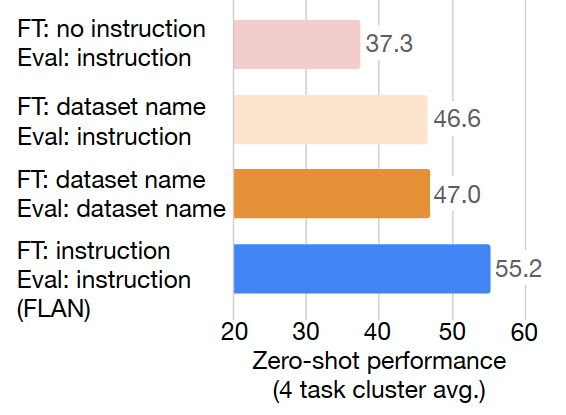 FT: no instruction
Eval: instruction
37.3
FT: dataset name
Eval: instruction
46.6
FT: dataset name
Eval: dataset name
47.0
FT: instruction
Eval: instruction
(FLAN)
55.2
20 30 40 50 60
Zero-shot performance
(4 task cluster avg.)